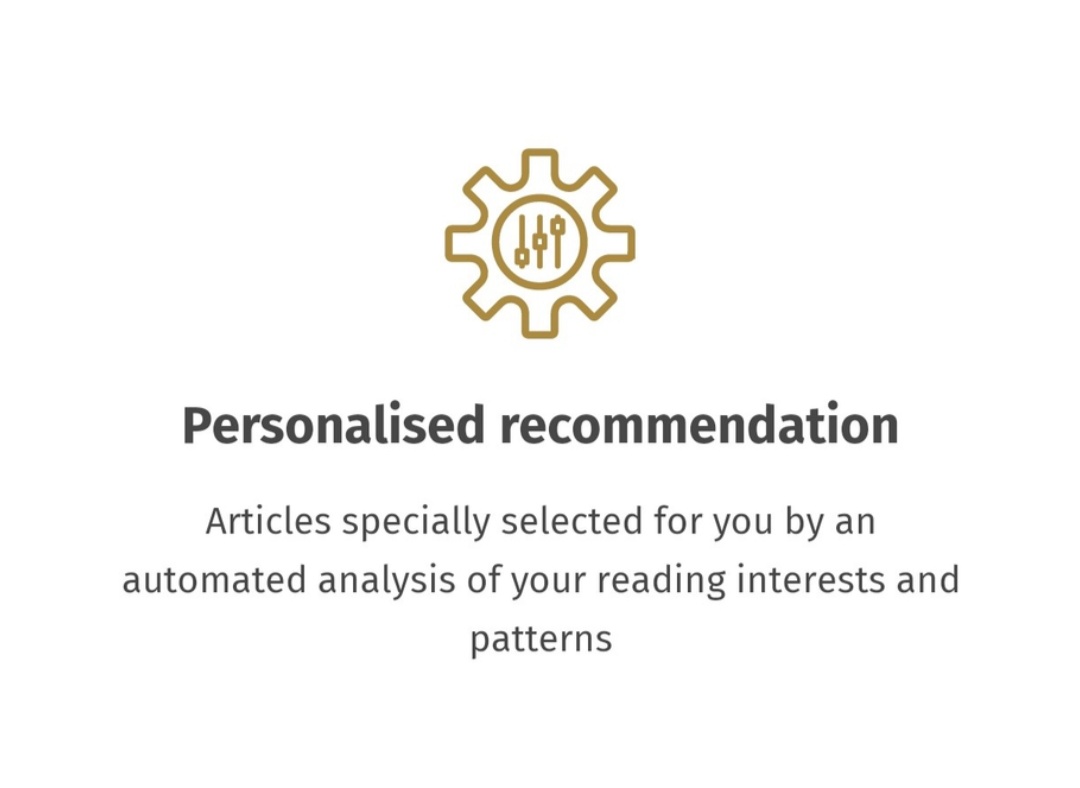 Personalised recommendation
Articles specially selected for you by an
automated analysis of your reading interests and
patterns